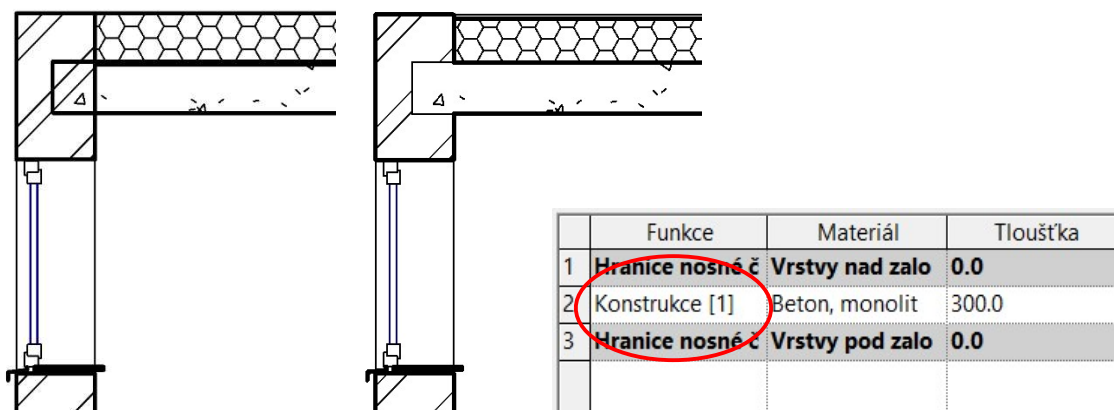 Funkce Materiál Tloušťka
1 Hranice nosné č Vrstvy nad zalo 0.0
2 Konstrukce [1] Beton, monolit 300.0
3 Hranice nosné č Vrstvy pod zalo 0.0